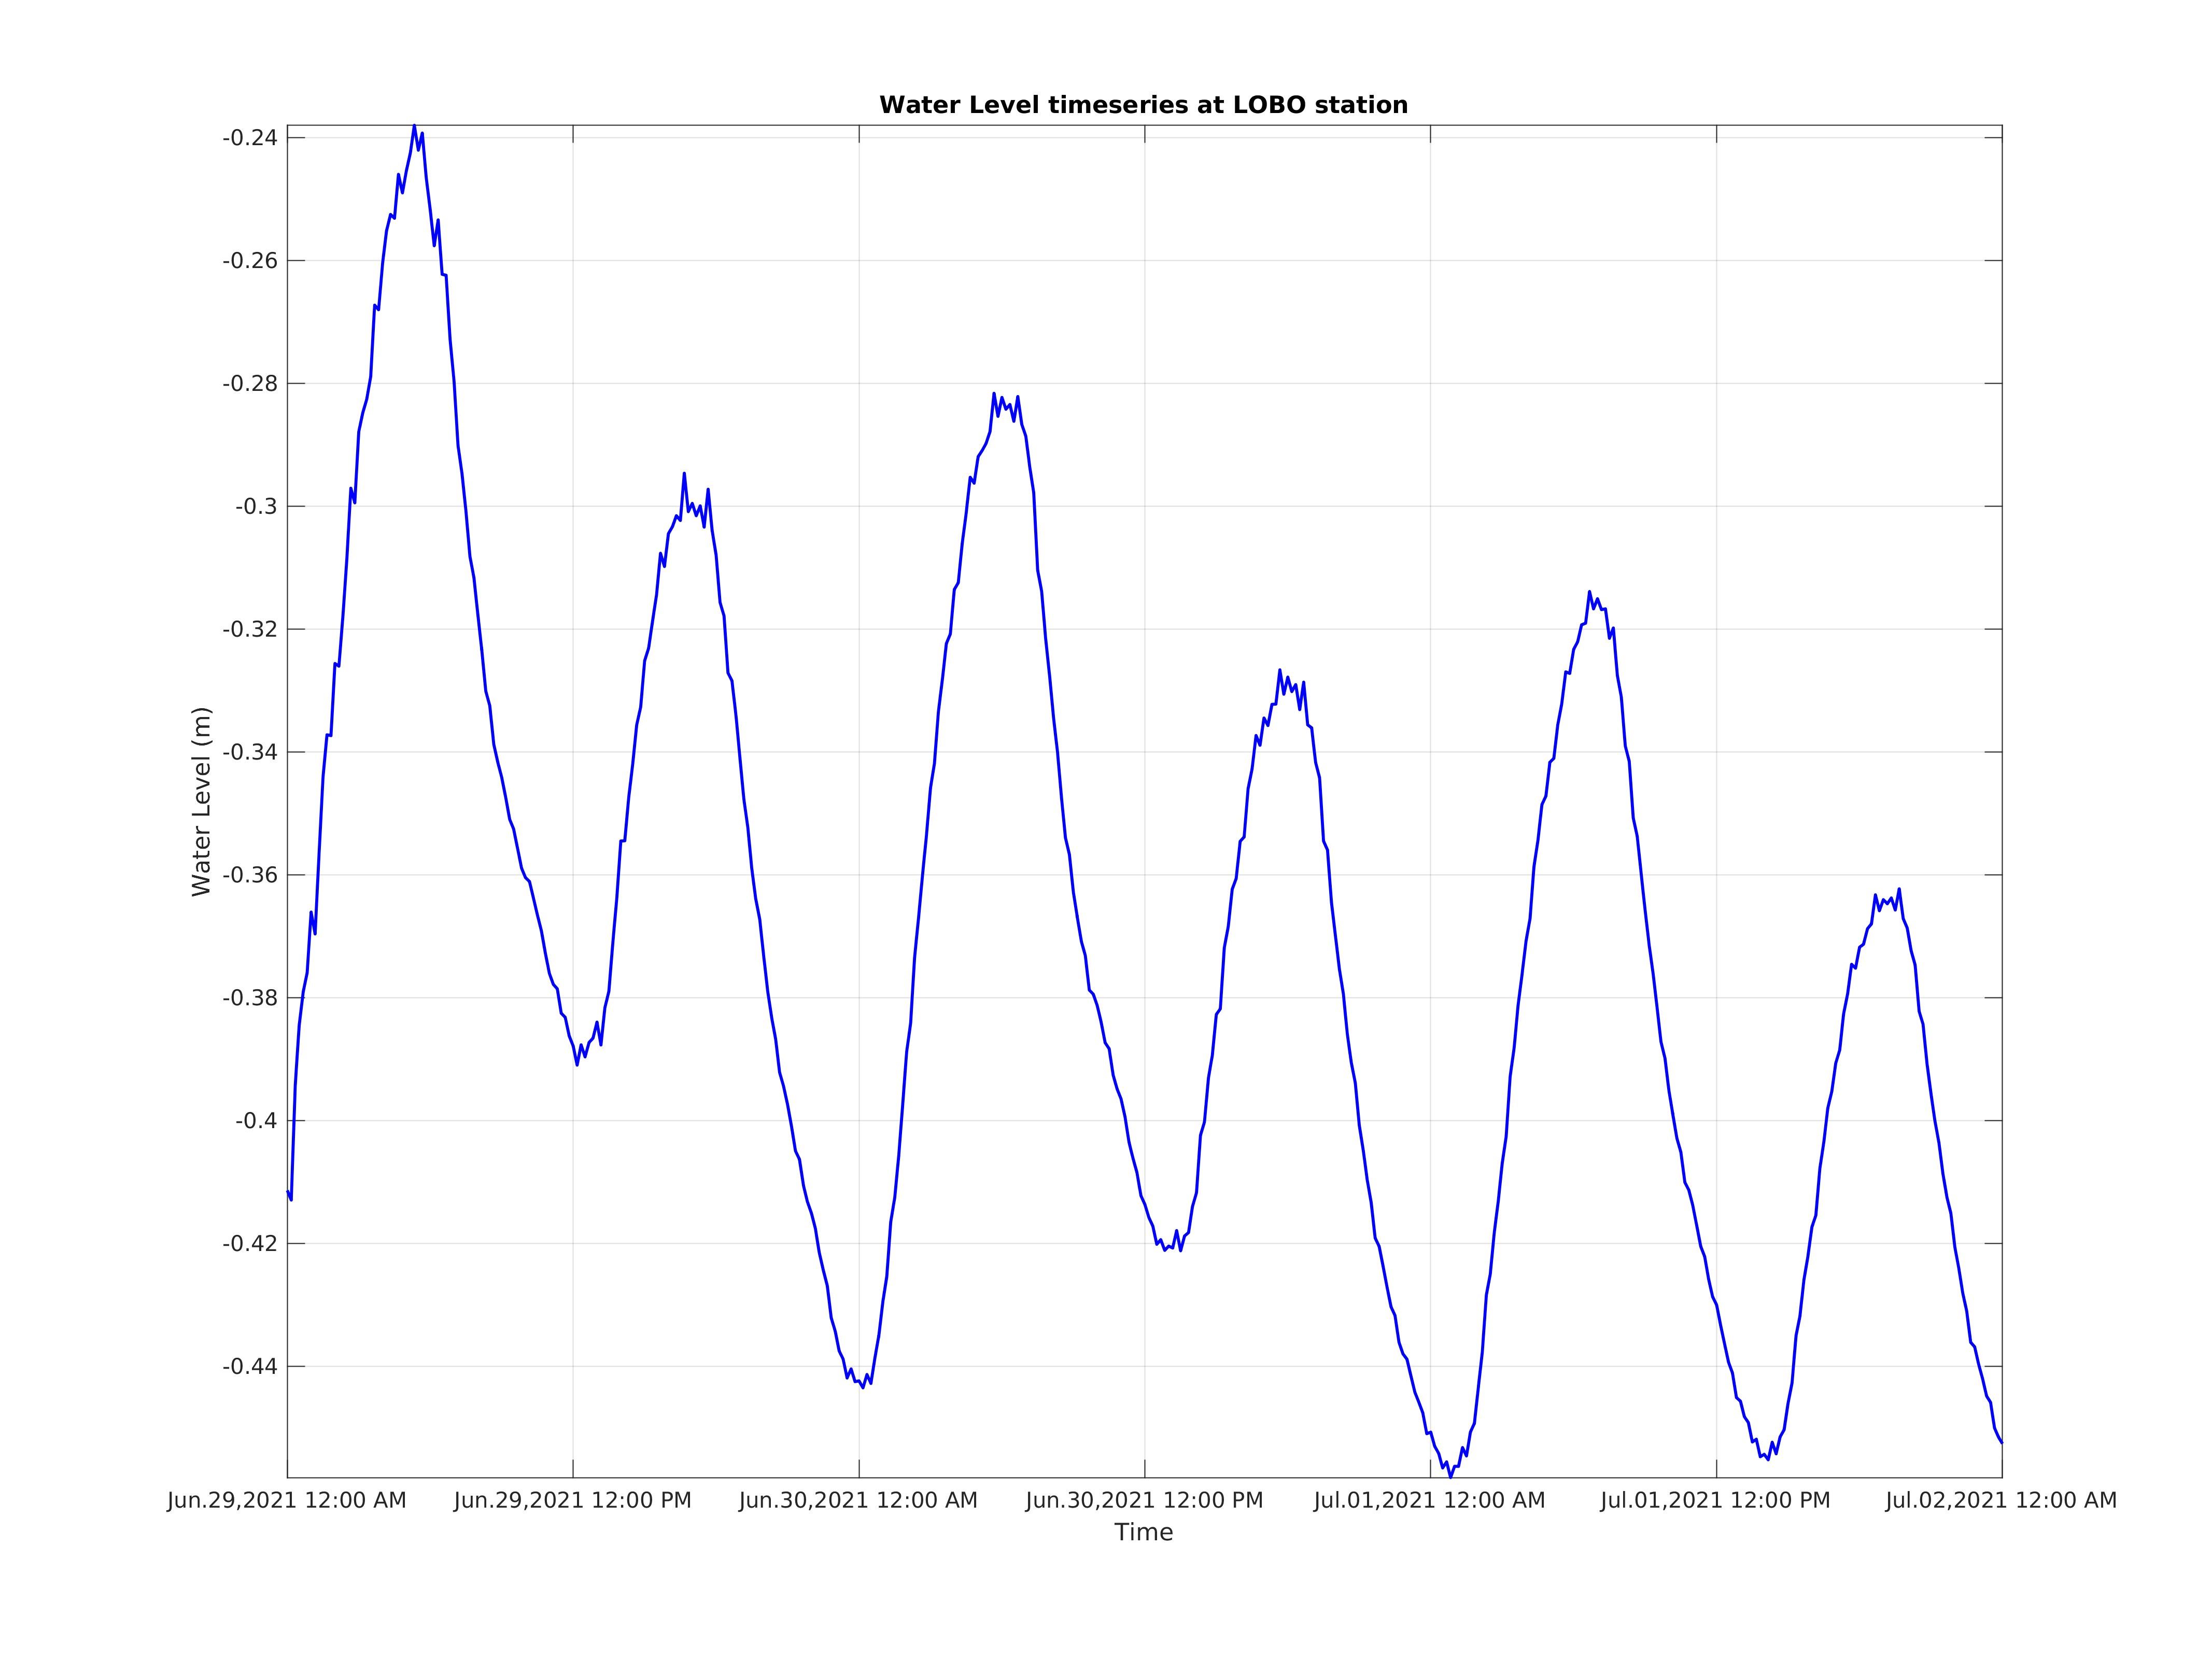 Water Level timeseries at LOBO station
-0.24
-0.26
-0.28
-0.3
-0.32
-0.34
-0.36
-0.38
-0.4
-0.42
-0.44
Water Level (m)
Jun.29,2021 12:00 AM
Jun.29,2021 12:00 PM
Jun.30,2021 12:00 AM
Jun.30,2021 12:00 PM
Jul.01,2021 12:00 AM
Jul.01,2021 12:00 PM
Jul.02,2021 12:00 AM
Time